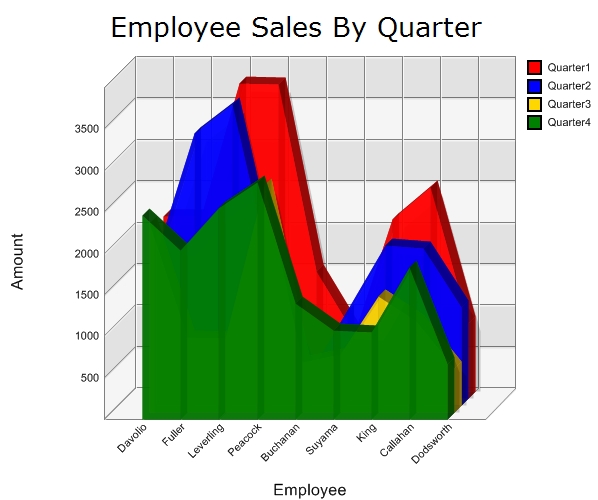 Employee Sales By Quarter
Quarter1
Quarter2
Quarter3
Quarter4
Amount
3500
3000
2500
2000
1500
1000
500
Davolio
Fuller
Leverling
Peacock
Buchanan
Suyama
King
Callahan
Dodsworth
Employee